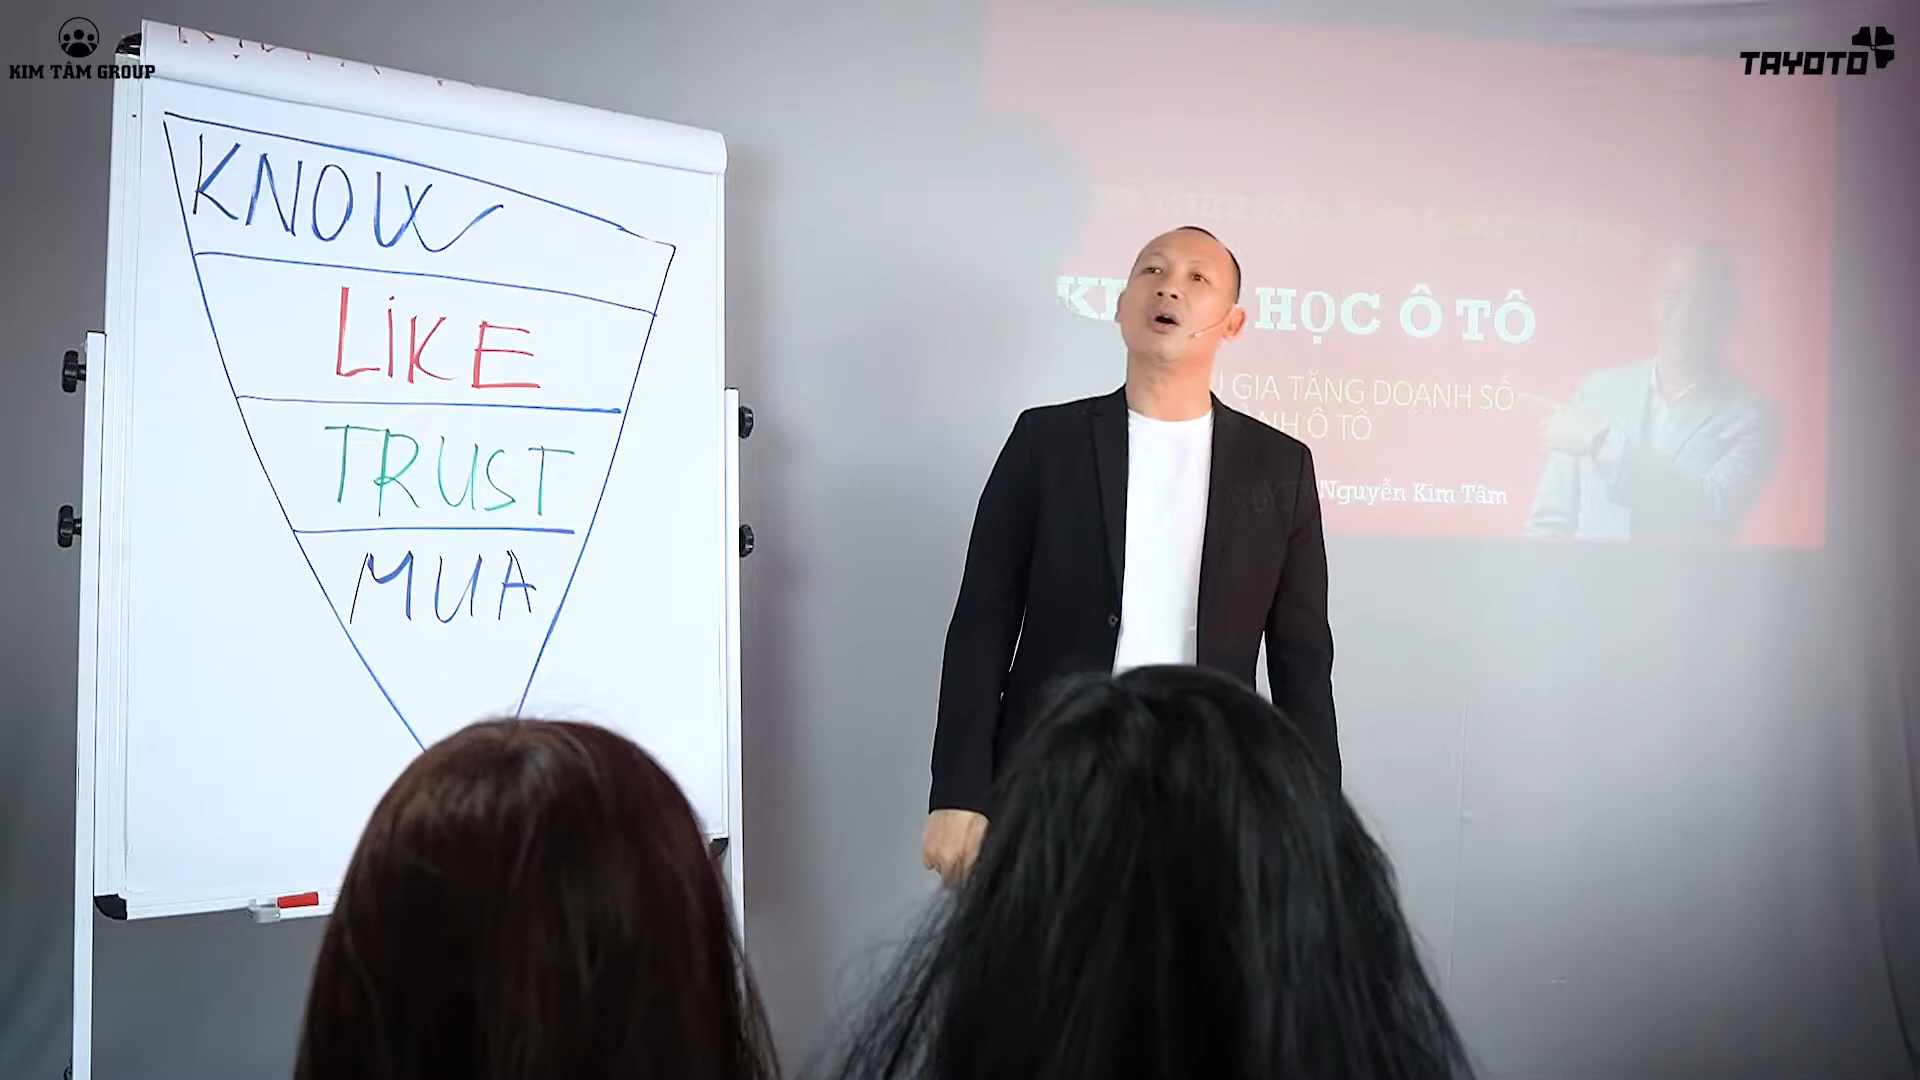 KIM TÂM GROUP
TAYOTO
KNOW
LIKE
TRUST
MUA
HỌC Ô TÔ
GIA TĂNG DOANH SỐ
Ô TÔ
Nguyễn Kim Tâm